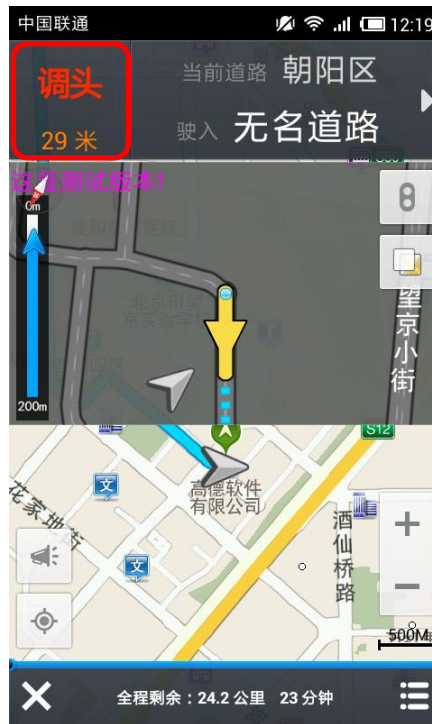 中国联通
12:19
调头
29 米
当前道路 朝阳区
驶入 无名道路
这是测试版本!
0m
200m
望京小街
S12
高德软件
有限公司
花家地街
文
文
酒仙桥路
500M
全程剩余：24.2 公里 23 分钟